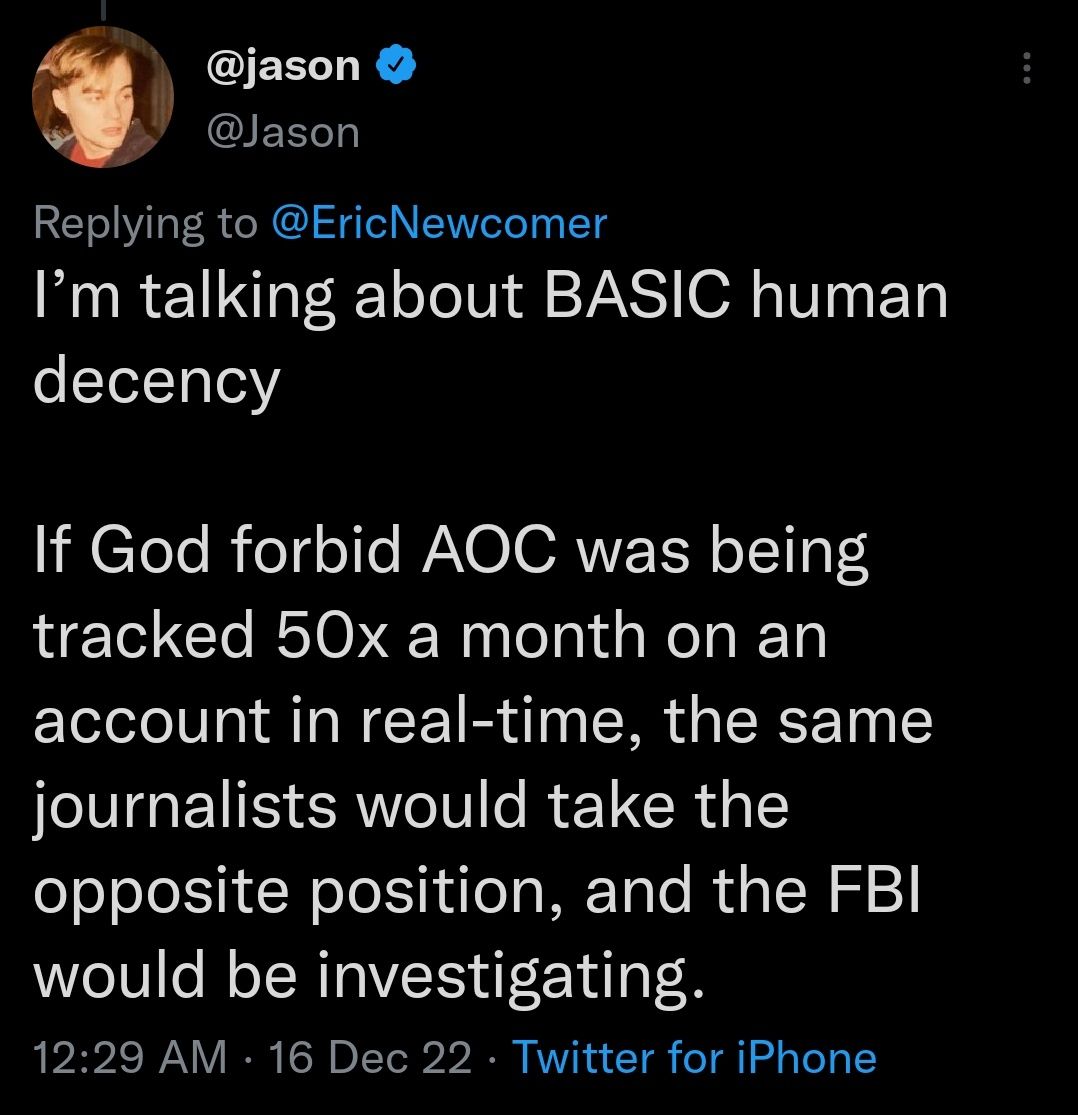 @jason
@Jason
Replying to @EricNewcomer
I’m talking about BASIC human
decency
If God forbid AOC was being
tracked 50x a month on an
account in real-time, the same
journalists would take the
opposite position, and the FBI
would be investigating.
12:29 AM · 16 Dec 22 · Twitter for iPhone